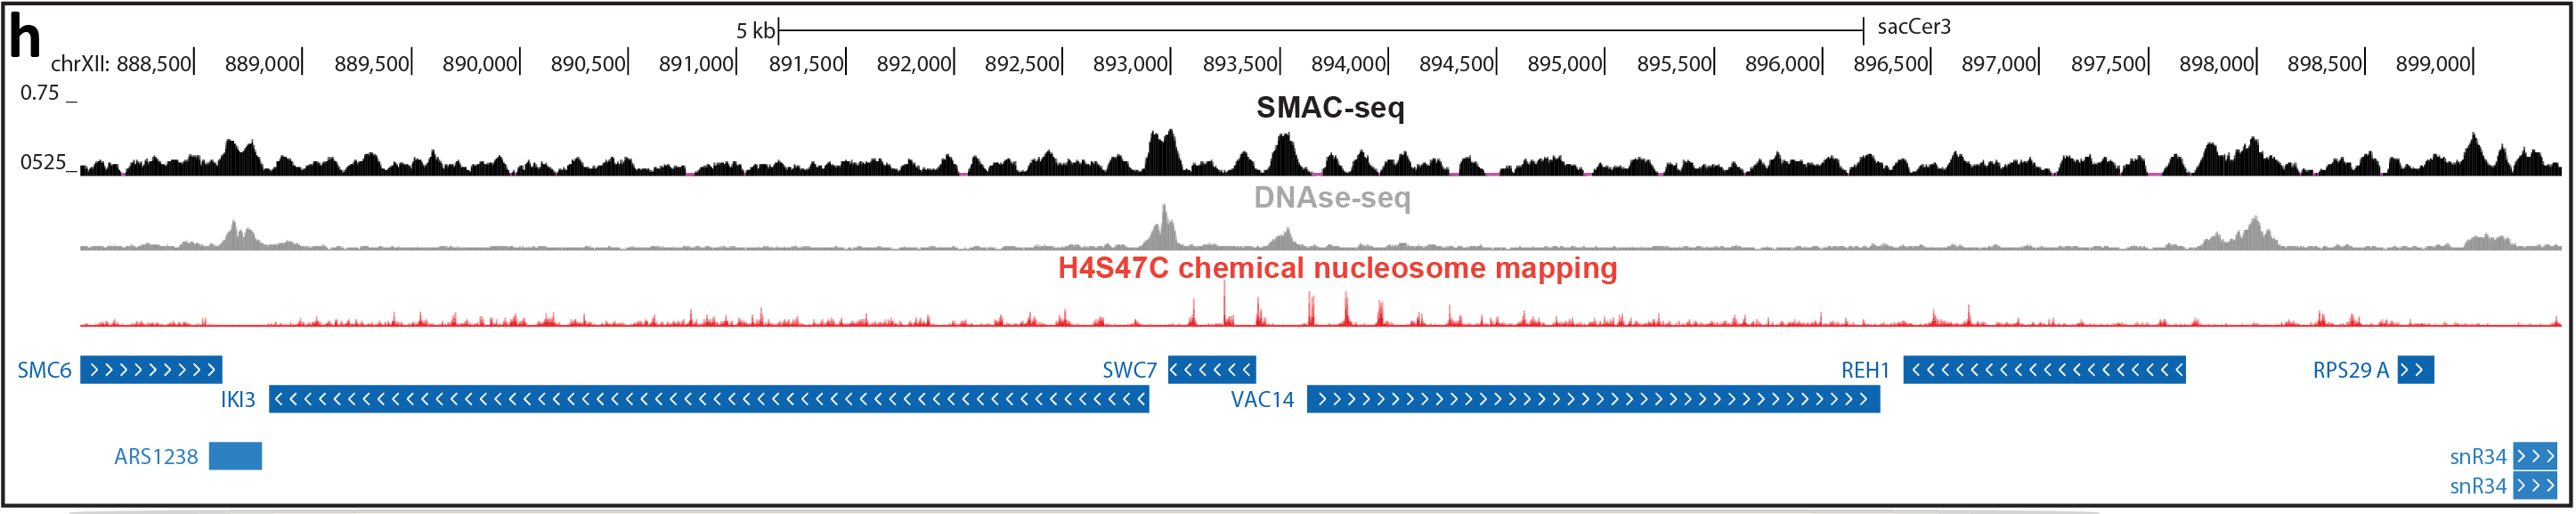 h
5 kb sacCer3
chrXII: 888,500 889,000 889,500 890,000 890,500 891,000 891,500 892,000 892,500 893,000 893,500 894,000 894,500 895,000 895,500 896,000 896,500 897,000 897,500 898,000 898,500 899,000
0.75 _
SMAC-seq
0525_
DNAse-seq
H4S47C chemical nucleosome mapping
SMC6 SWC7 REH1 RPS29 A
IKI3 VAC14
ARS1238 snR34
snR34